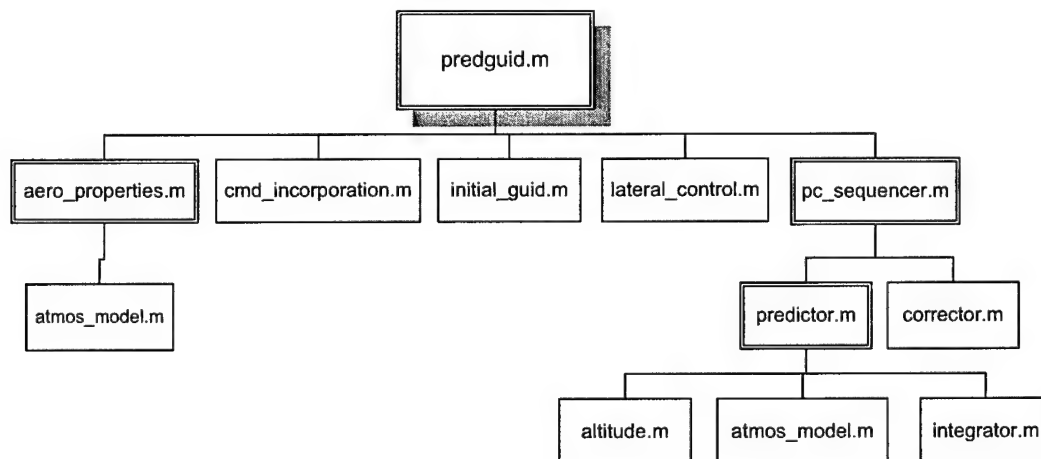 predguid.m
aero_properties.m
cmd_incorporation.m
initial_guid.m
lateral_control.m
pc_sequencer.m
atmos_model.m
predictor.m
corrector.m
altitude.m
atmos_model.m
integrator.m